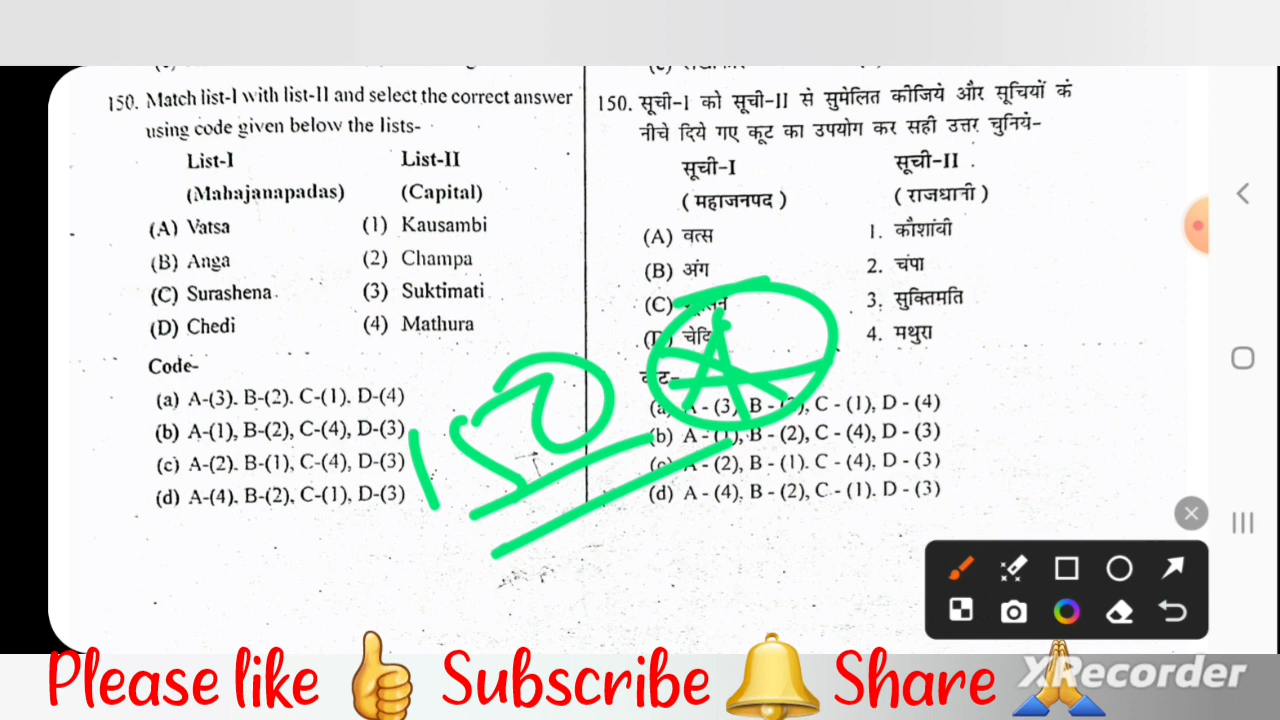 150. Match list-I with list-II and select the correct answer
using code given below the lists-
List-I List-II
(Mahajanapadas) (Capital)
(A) Vatsa (1) Kausambi
(B) Anga (2) Champa
(C) Surashena (3) Suktimati
(D) Chedi (4) Mathura
Code-
(a) A-(3). B-(2). C-(1). D-(4)
(b) A-(1), B-(2), C-(4), D-(3)
(c) A-(2). B-(1), C-(4), D-(3)
(d) A-(4). B-(2), C-(1), D-(3)
150. सूची-I को सूची-II से सुमेलित कीजिये और सूचियों के
नीचे दिये गए कूट का उपयोग कर सही उत्तर चुनिये-
सूची-I सूची-II
( महाजनपद ) ( राजधानी )
(A) वत्स 1. कौशांवी
(B) अंग 2. चंपा
(C) 3. सुक्तिमति
4. मथुरा
(a) A - (3) B - C - (1), D - (4)
(b) A - (1), B - (2), C - (4), D - (3)
(c) A - (2), B - (1). C - (4), D - (3)
(d) A - (4), B - (2), C - (1). D - (3)
150
Please like Subscribe Share
XRecorder